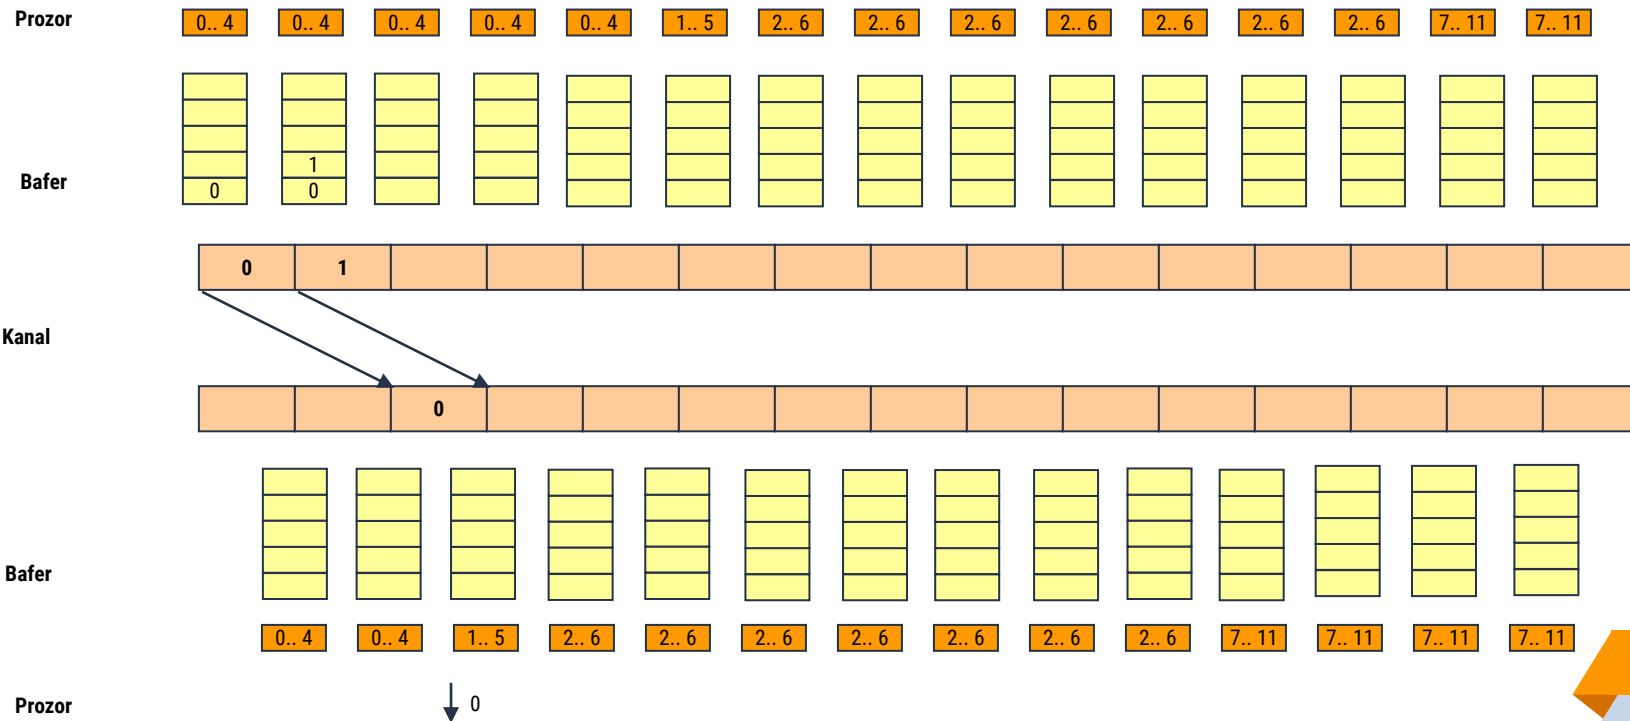 Prozor 0.. 4 0.. 4 0.. 4 0.. 4 0.. 4 1.. 5 2.. 6 2.. 6 2.. 6 2.. 6 2.. 6 2.. 6 2.. 6 7.. 11 7.. 11
1
Bafer
0 0
0 1
Kanal
0
Bafer
0.. 4 0.. 4 1.. 5 2.. 6 2.. 6 2.. 6 2.. 6 2.. 6 2.. 6 2.. 6 7.. 11 7.. 11 7.. 11 7.. 11
Prozor 0